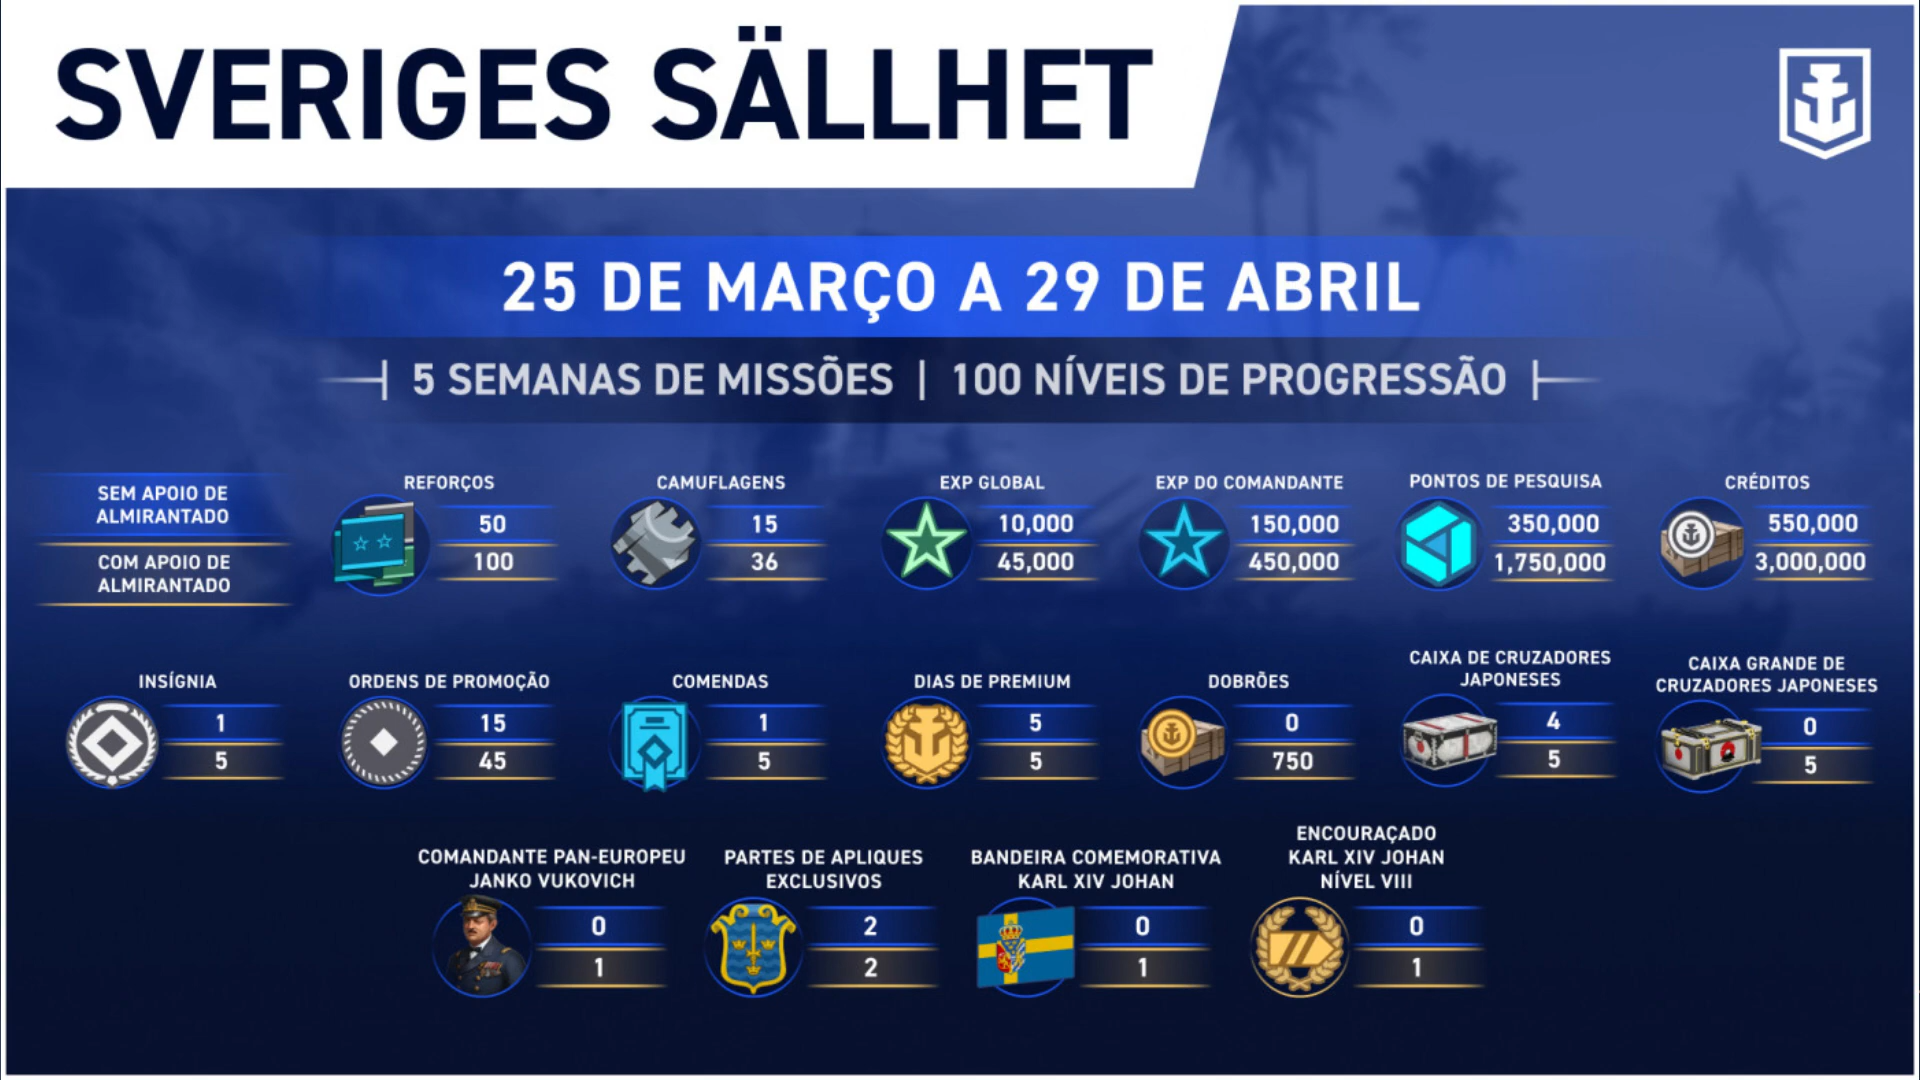 SVERIGES SÄLLHET
25 DE MARÇO A 29 DE ABRIL
5 SEMANAS DE MISSÕES | 100 NÍVEIS DE PROGRESSÃO
SEM APOIO DE
ALMIRANTADO
COM APOIO DE
ALMIRANTADO
REFORÇOS
50
100
CAMUFLAGENS
15
36
EXP GLOBAL
10,000
45,000
EXP DO COMANDANTE
150,000
450,000
PONTOS DE PESQUISA
350,000
1,750,000
CRÉDITOS
550,000
3,000,000
INSÍGNIA
1
5
ORDENS DE PROMOÇÃO
15
45
COMENDAS
1
5
DIAS DE PREMIUM
5
5
DOBRÕES
0
750
CAIXA DE CRUZADORES
JAPONESES
4
5
CAIXA GRANDE DE
CRUZADORES JAPONESES
0
5
COMANDANTE PAN-EUROPEU
JANKO VUKOVICH
0
1
PARTES DE APLIQUES
EXCLUSIVOS
2
2
BANDEIRA COMEMORATIVA
KARL XIV JOHAN
0
1
ENCOURAÇADO
KARL XIV JOHAN
NÍVEL VIII
0
1